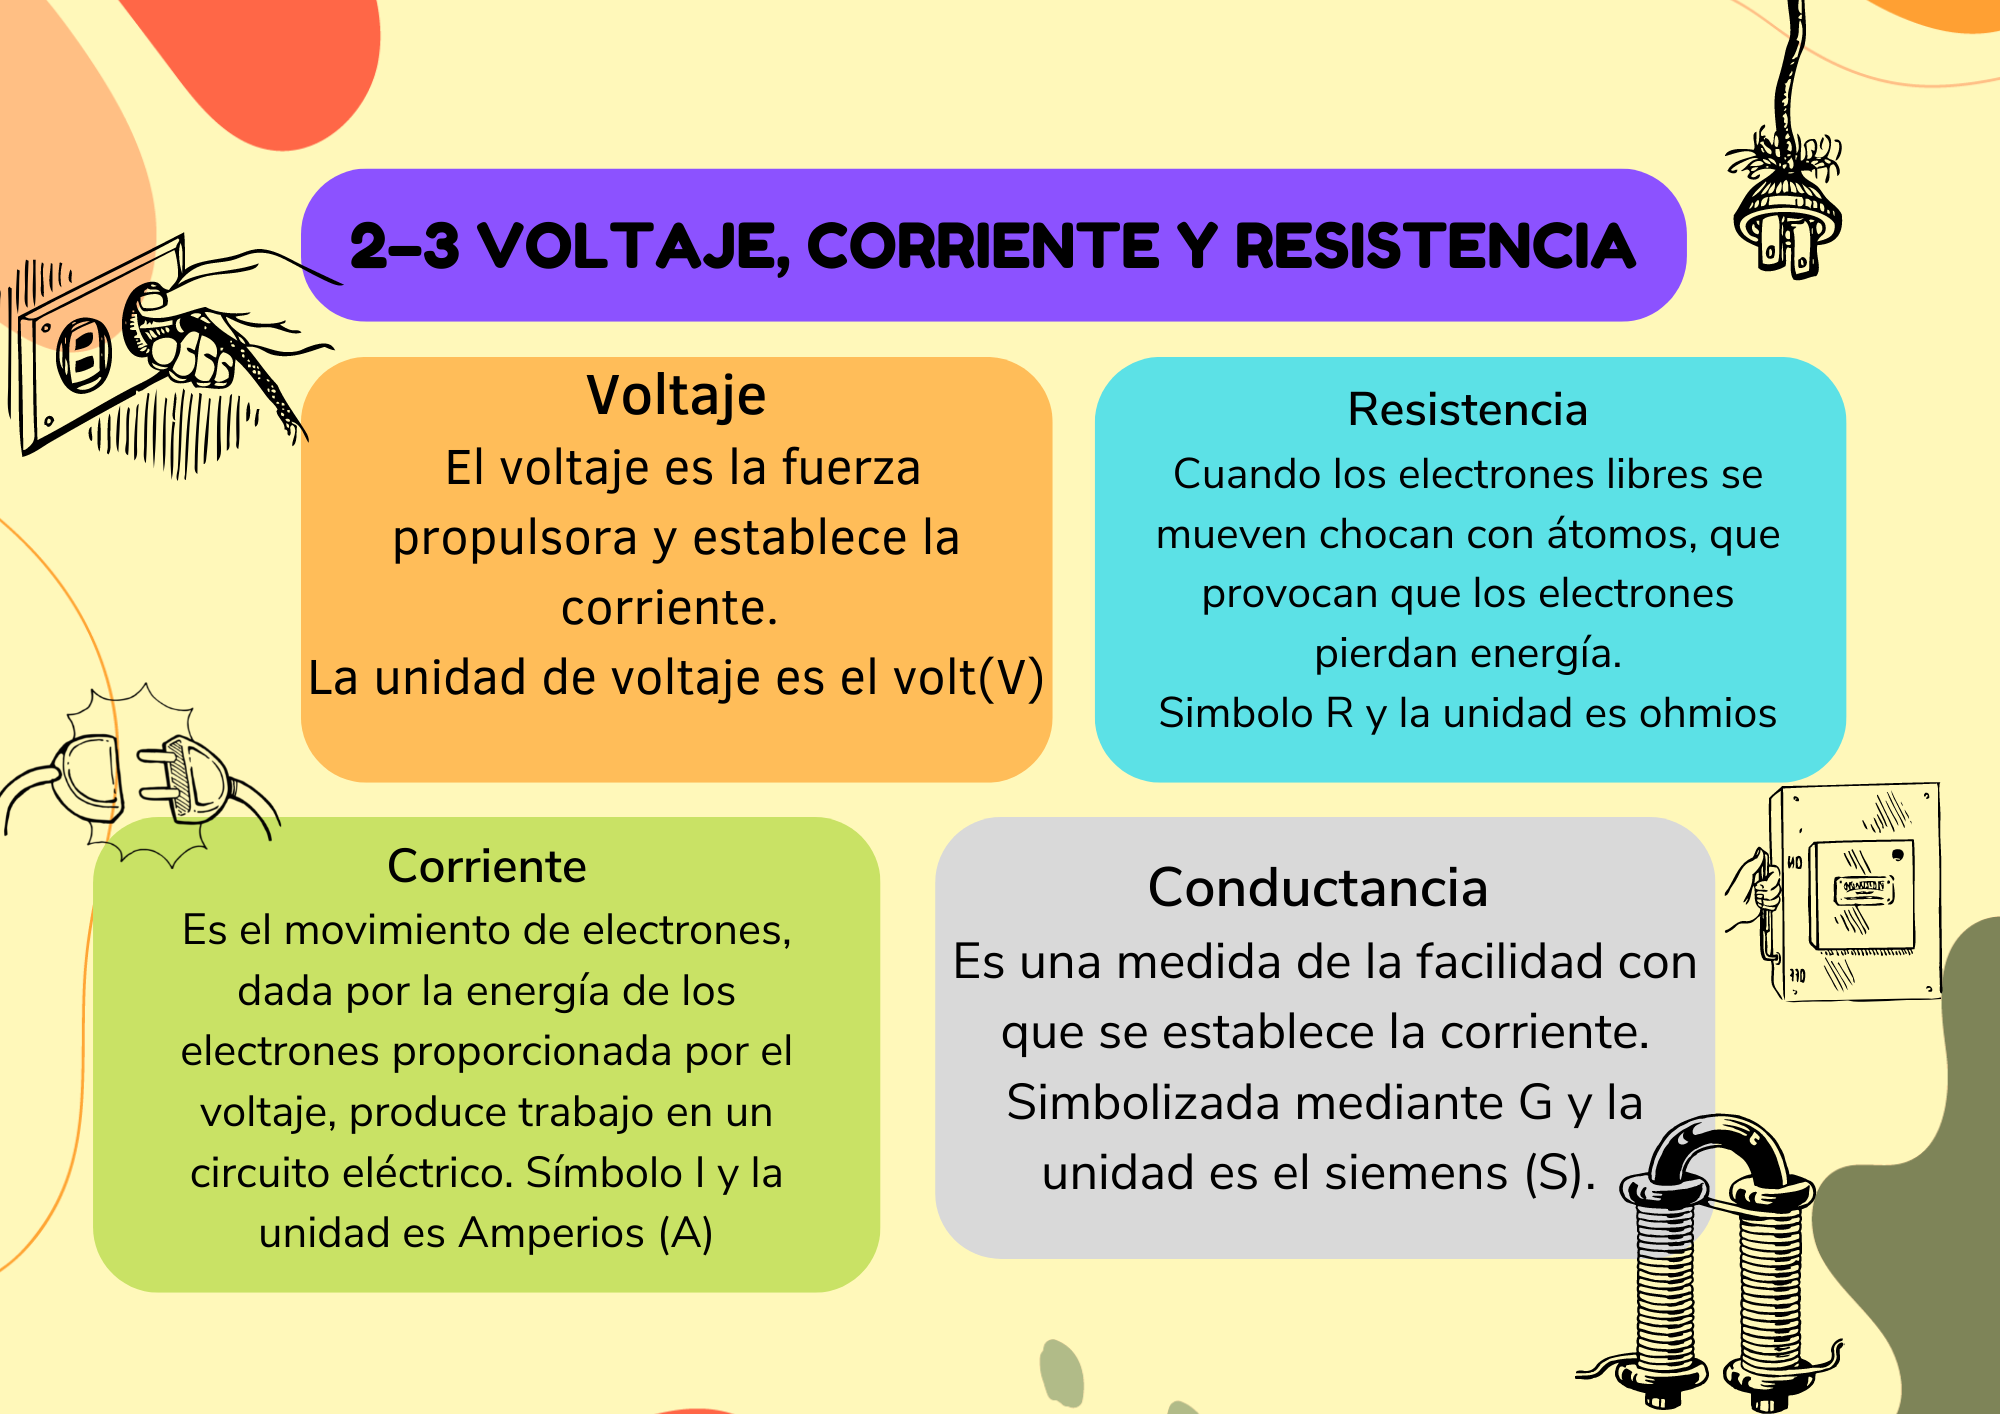 2–3 VOLTAJE, CORRIENTE Y RESISTENCIA
Voltaje
El voltaje es la fuerza
propulsora y establece la
corriente.
La unidad de voltaje es el volt(V)
Resistencia
Cuando los electrones libres se
mueven chocan con átomos, que
provocan que los electrones
pierdan energía.
Simbolo R y la unidad es ohmios
Corriente
Es el movimiento de electrones,
dada por la energía de los
electrones proporcionada por el
voltaje, produce trabajo en un
circuito eléctrico. Símbolo I y la
unidad es Amperios (A)
Conductancia
Es una medida de la facilidad con
que se establece la corriente.
Simbolizada mediante G y la
unidad es el siemens (S).
ON
OFF